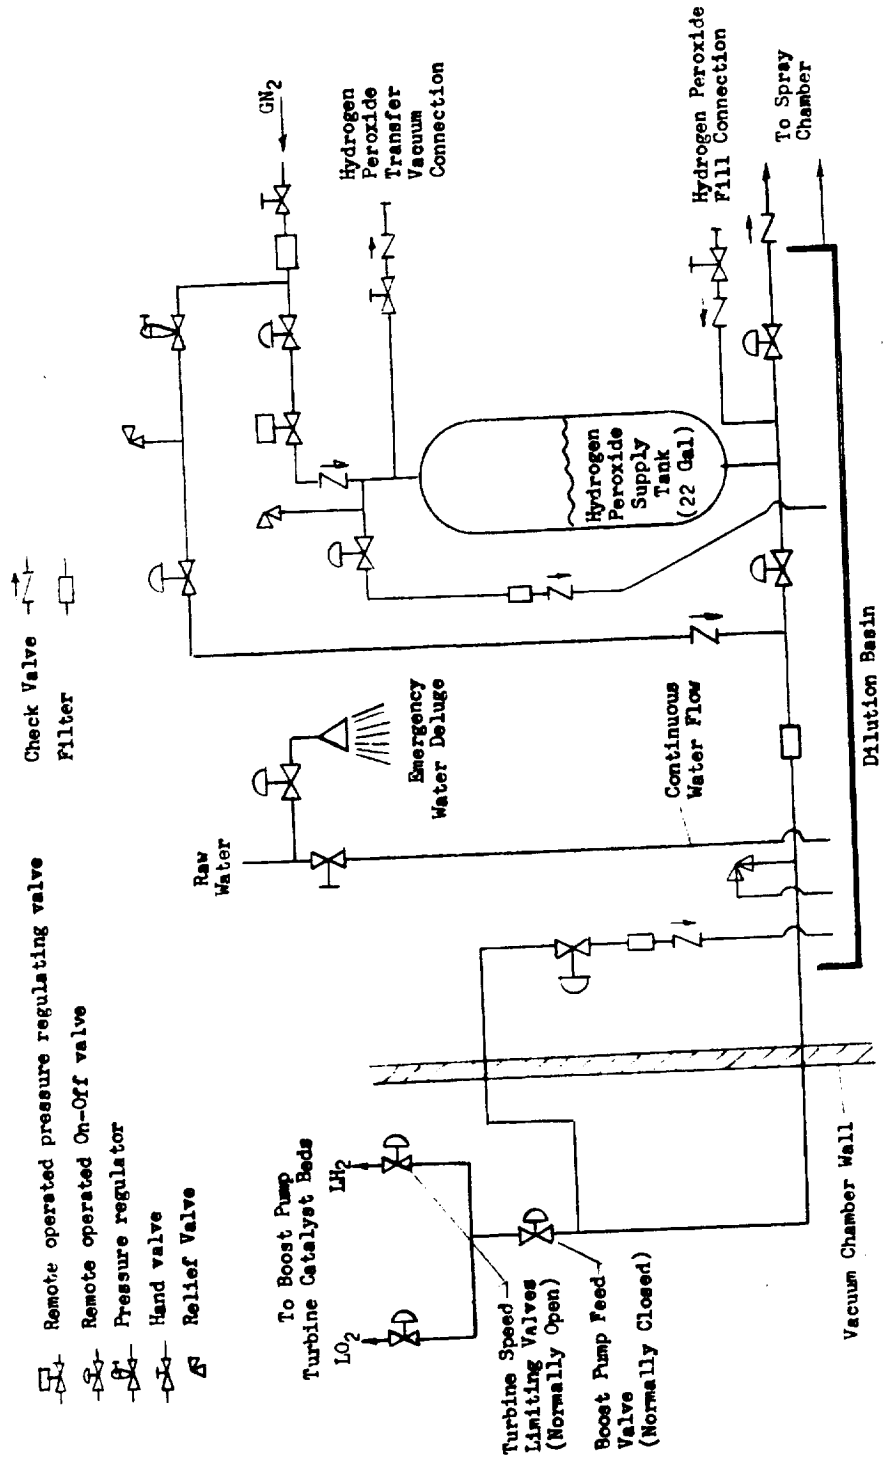 Remote operated pressure regulating valve
Remote operated On-Off valve
Pressure regulator
Hand valve
Relief Valve
Check Valve
Filter
To Boost Pump
Turbine Catalyst Beds
LO2
LH2
Turbine Speed
Limiting Valves
(Normally Open)
Boost Pump Feed
Valve
(Normally Closed)
Vacuum Chamber Wall
Raw
Water
Emergency
Water Deluge
Continuous
Water Flow
Dilution Basin
Hydrogen
Peroxide
Supply
Tank
(22 Gal)
GN2
Hydrogen
Peroxide
Transfer
Vacuum
Connection
Hydrogen Peroxide
Fill Connection
To Spray
Chamber